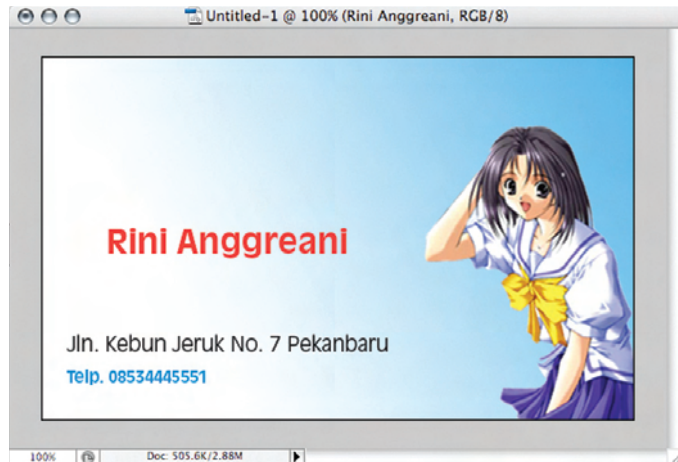 Untitled-1 @ 100% (Rini Anggreani, RGB/8)
Rini Anggreani
Jln. Kebun Jeruk No. 7 Pekanbaru
Telp. 08534445551
100% Doc: 505.6K/2.88M